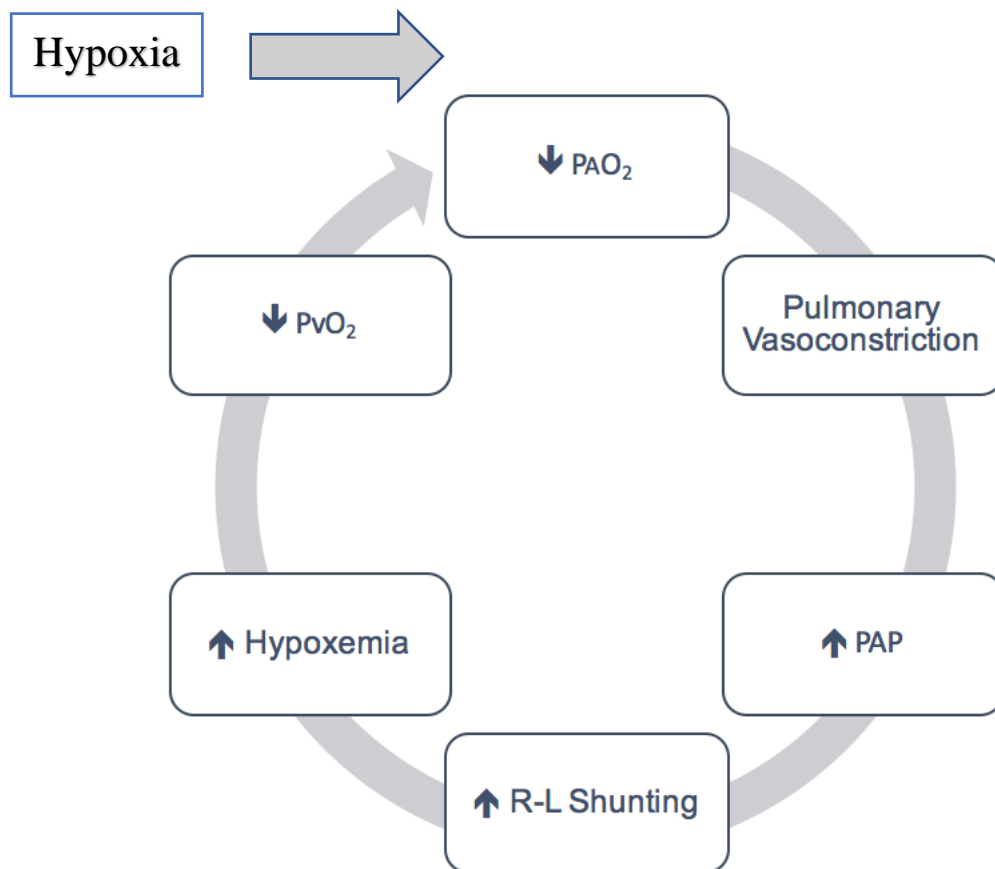 Hypoxia
↓ PAO₂
Pulmonary
Vasoconstriction
↑ PAP
↑ R-L Shunting
↑ Hypoxemia
↓ PvO₂